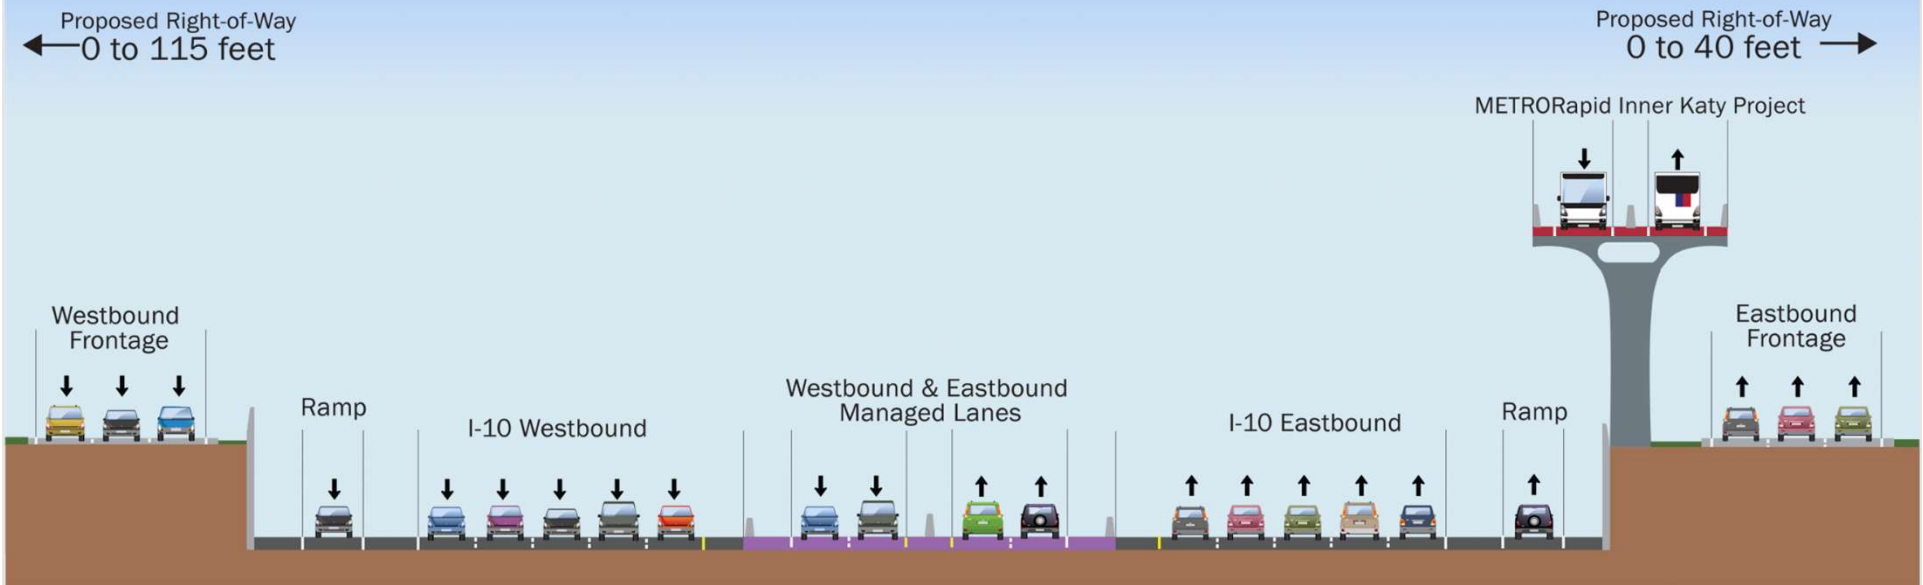 Proposed Right-of-Way
0 to 115 feet
Proposed Right-of-Way
0 to 40 feet
METRORapid Inner Katy Project
Westbound
Frontage
Eastbound
Frontage
Ramp
I-10 Westbound
Westbound & Eastbound
Managed Lanes
I-10 Eastbound
Ramp